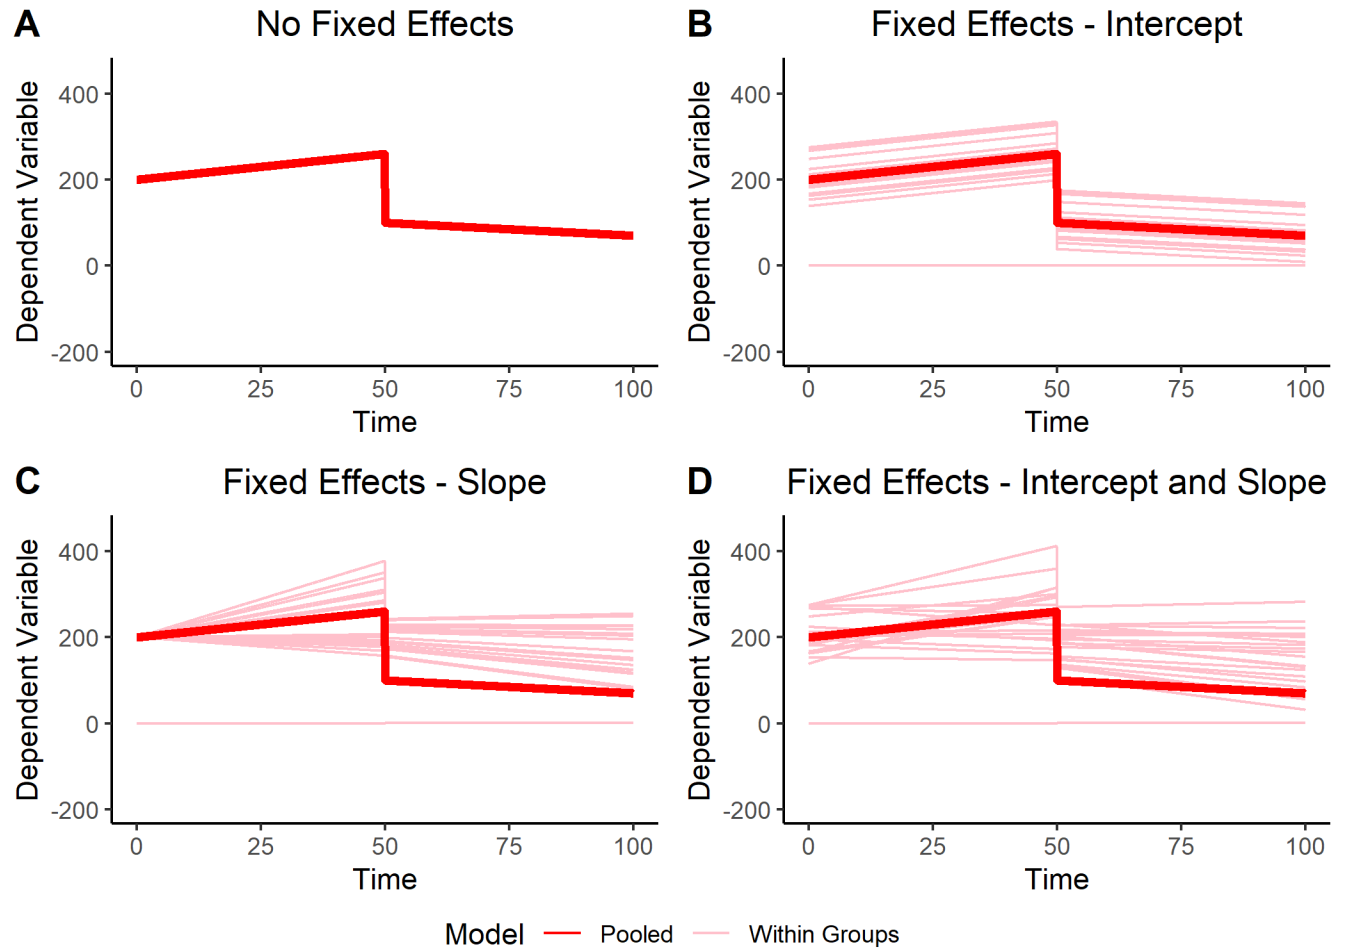 A
No Fixed Effects
Dependent Variable
400
200
0
-200
0 25 50 75 100
Time
B
Fixed Effects - Intercept
Dependent Variable
400
200
0
-200
0 25 50 75 100
Time
C
Fixed Effects - Slope
Dependent Variable
400
200
0
-200
0 25 50 75 100
Time
D
Fixed Effects - Intercept and Slope
Dependent Variable
400
200
0
-200
0 25 50 75 100
Time
Model Pooled Within Groups